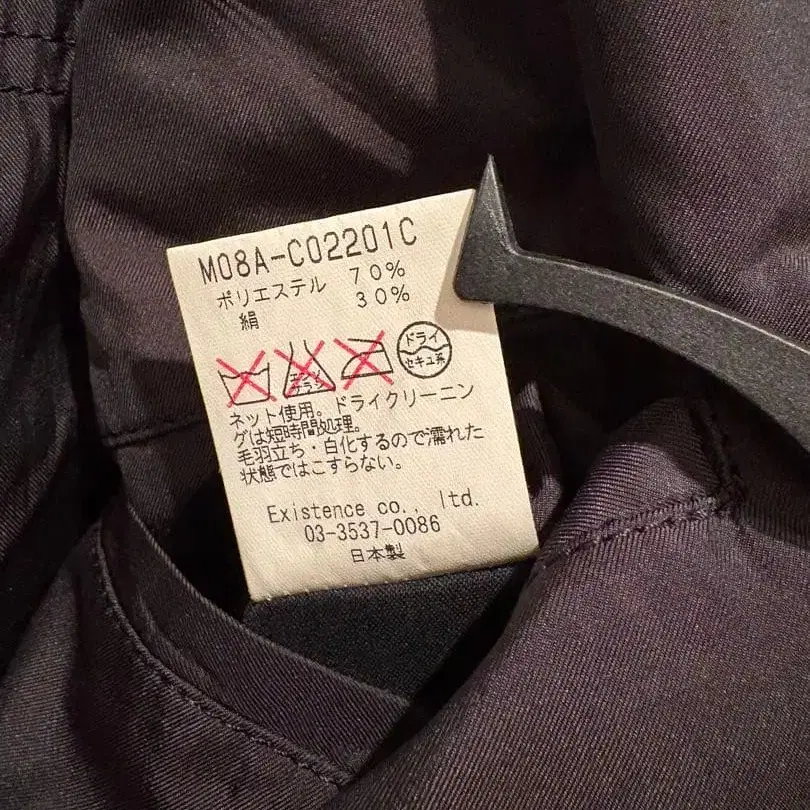 M08A-C02201C
ポリエステル 70%
絹 30%
エンソ
ドライ
セキユ系
ネット使用。ドライクリーニン
グは短時間処理。
毛羽立ち・白化するので濡れた
状態ではこすらない。
Existence co., ltd.
03-3537-0086
日本製